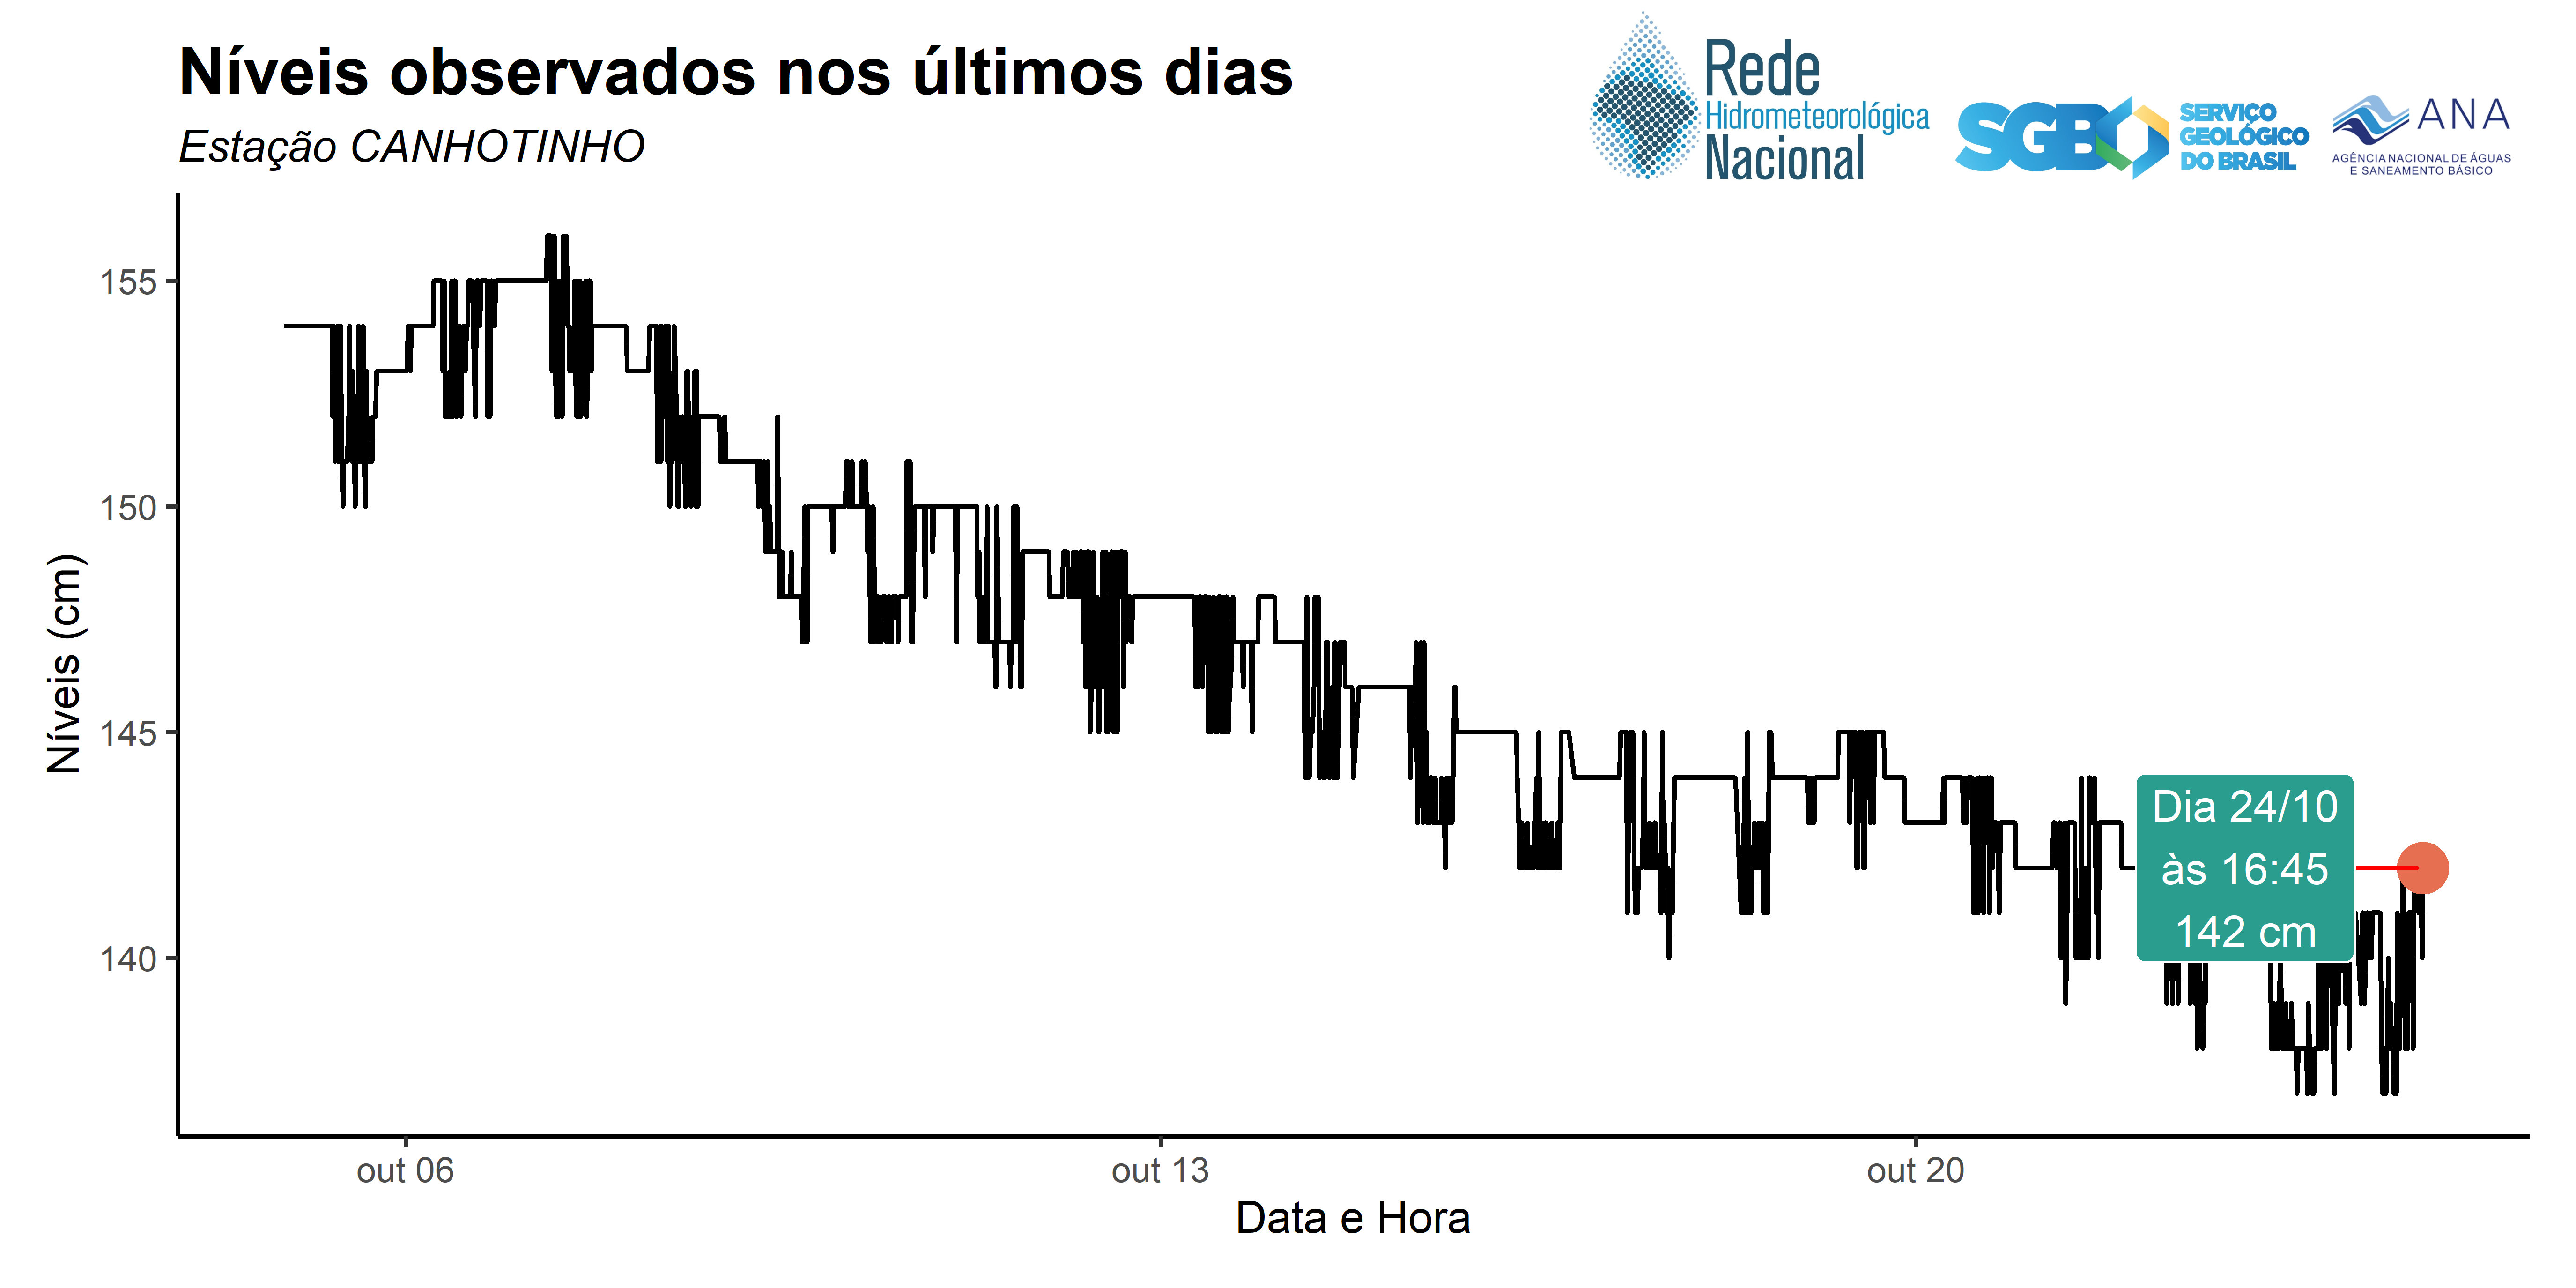 Níveis observados nos últimos dias
Estação CANHOTINHO
Rede
Hidrometeorológica
Nacional
SGB
SERVIÇO
GEOLÓGICO
DO BRASIL
ANA
AGÊNCIA NACIONAL DE ÁGUAS
E SANEAMENTO BÁSICO
Níveis (cm)
155
150
145
140
Dia 24/10
às 16:45
142 cm
out 06
out 13
out 20
Data e Hora